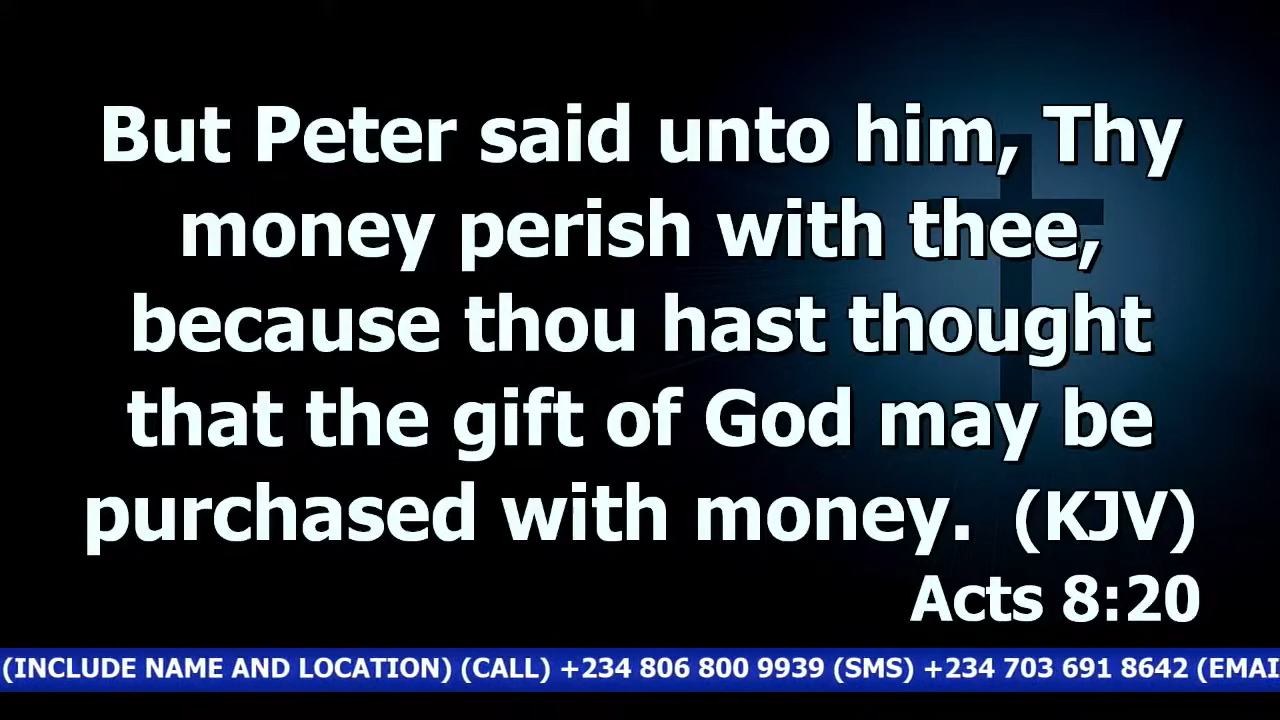 But Peter said unto him, Thy
money perish with thee,
because thou hast thought
that the gift of God may be
purchased with money. (KJV)
Acts 8:20
(INCLUDE NAME AND LOCATION) (CALL) +234 806 800 9939 (SMS) +234 703 691 8642 (EMAI